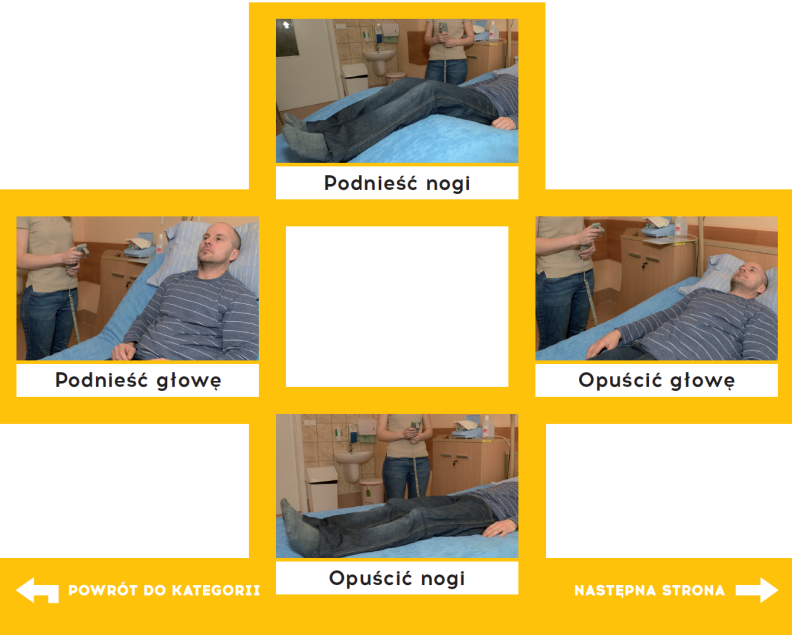 Podnieść nogi
Podnieść głowę
Opuścić głowę
Opuścić nogi
POWRÓT DO KATEGORII
NASTĘPNA STRONA